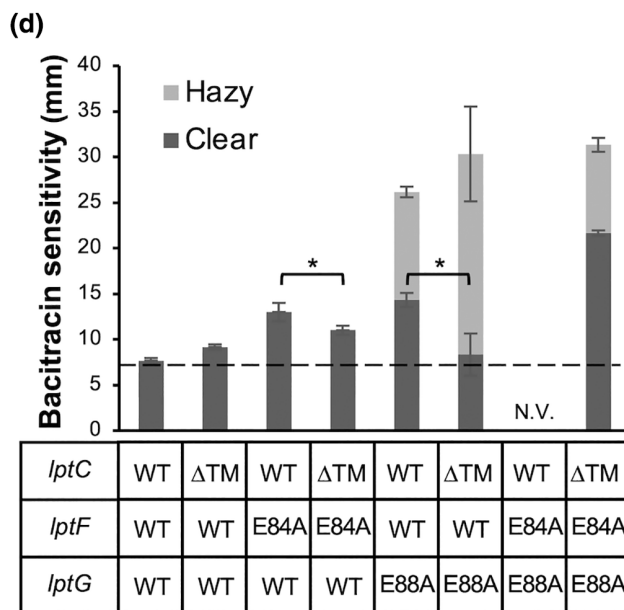 (d)
Bacitracin sensitivity (mm)
40
35
30
25
20
15
10
5
0
Hazy
Clear
*
*
N.V.
lptC WT ΔTM WT ΔTM WT ΔTM WT ΔTM
lptF WT WT E84A E84A WT WT E84A E84A
lptG WT WT WT WT E88A E88A E88A E88A